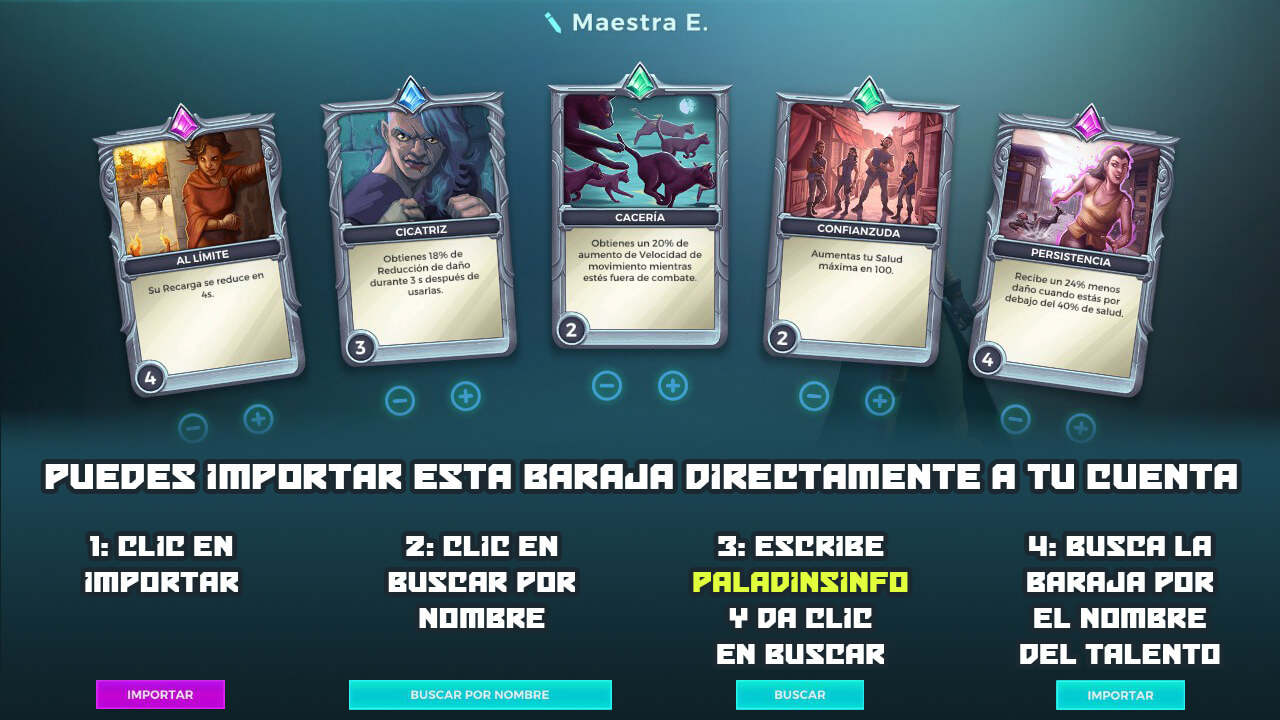 Maestra E.
AL LÍMITE
Su Recarga se reduce en
4s.
4
CICATRIZ
Obtienes 18% de
Reducción de daño
durante 3 s después de
usarlas.
3
CACERÍA
Obtienes un 20% de
aumento de Velocidad de
movimiento mientras
estés fuera de combate.
2
CONFIANZUDA
Aumentas tu Salud
máxima en 100.
2
PERSISTENCIA
Recibe un 24% menos
daño cuando estás por
debajo del 40% de salud.
4
PUEDES IMPORTAR ESTA BARAJA DIRECTAMENTE A TU CUENTA
1: CLIC EN
IMPORTAR
IMPORTAR
2: CLIC EN
BUSCAR POR
NOMBRE
BUSCAR POR NOMBRE
3: ESCRIBE
PALADINSINFO
Y DA CLIC
EN BUSCAR
BUSCAR
4: BUSCA LA
BARAJA POR
EL NOMBRE
DEL TALENTO
IMPORTAR